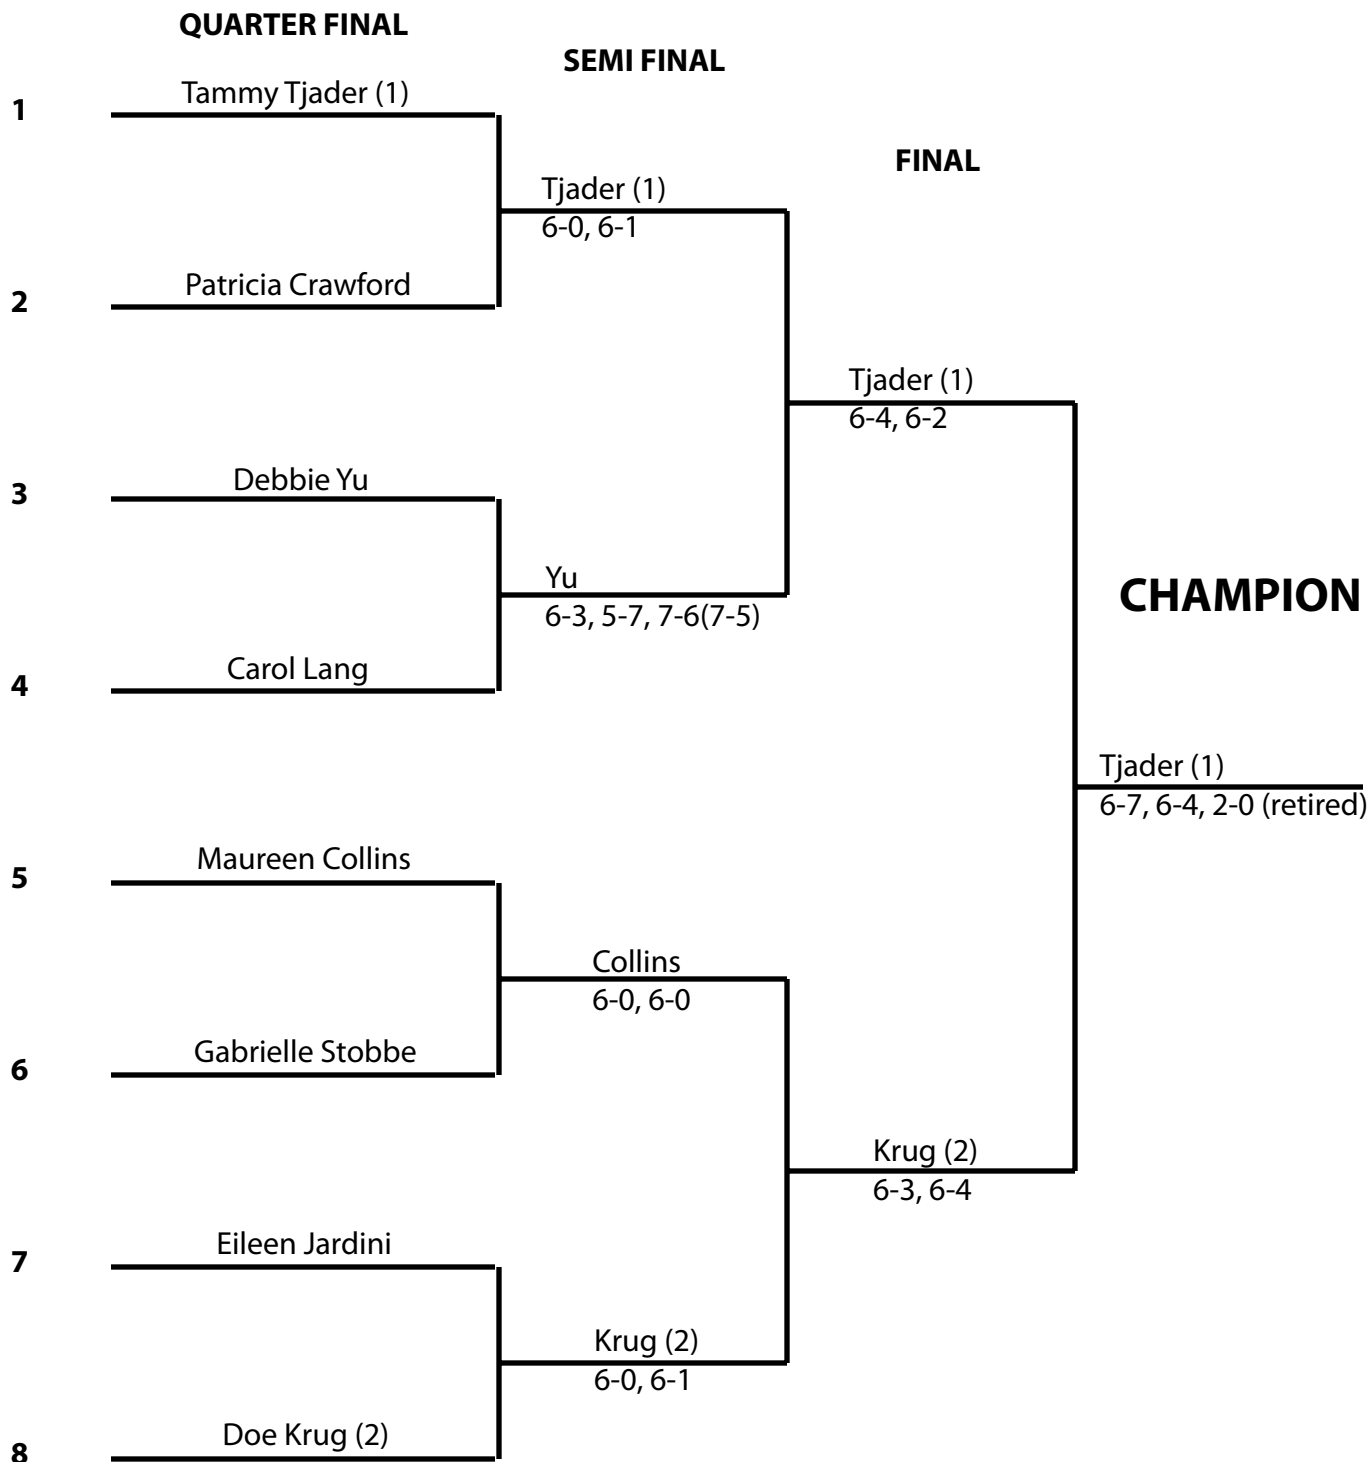 QUARTER FINAL
SEMI FINAL
FINAL
CHAMPION
1
Tammy Tjader (1)
2
Patricia Crawford
3
Debbie Yu
4
Carol Lang
5
Maureen Collins
6
Gabrielle Stobbe
7
Eileen Jardini
8
Doe Krug (2)
Tjader (1)
6-0, 6-1
Yu
6-3, 5-7, 7-6(7-5)
Collins
6-0, 6-0
Krug (2)
6-0, 6-1
Tjader (1)
6-4, 6-2
Krug (2)
6-3, 6-4
Tjader (1)
6-7, 6-4, 2-0 (retired)